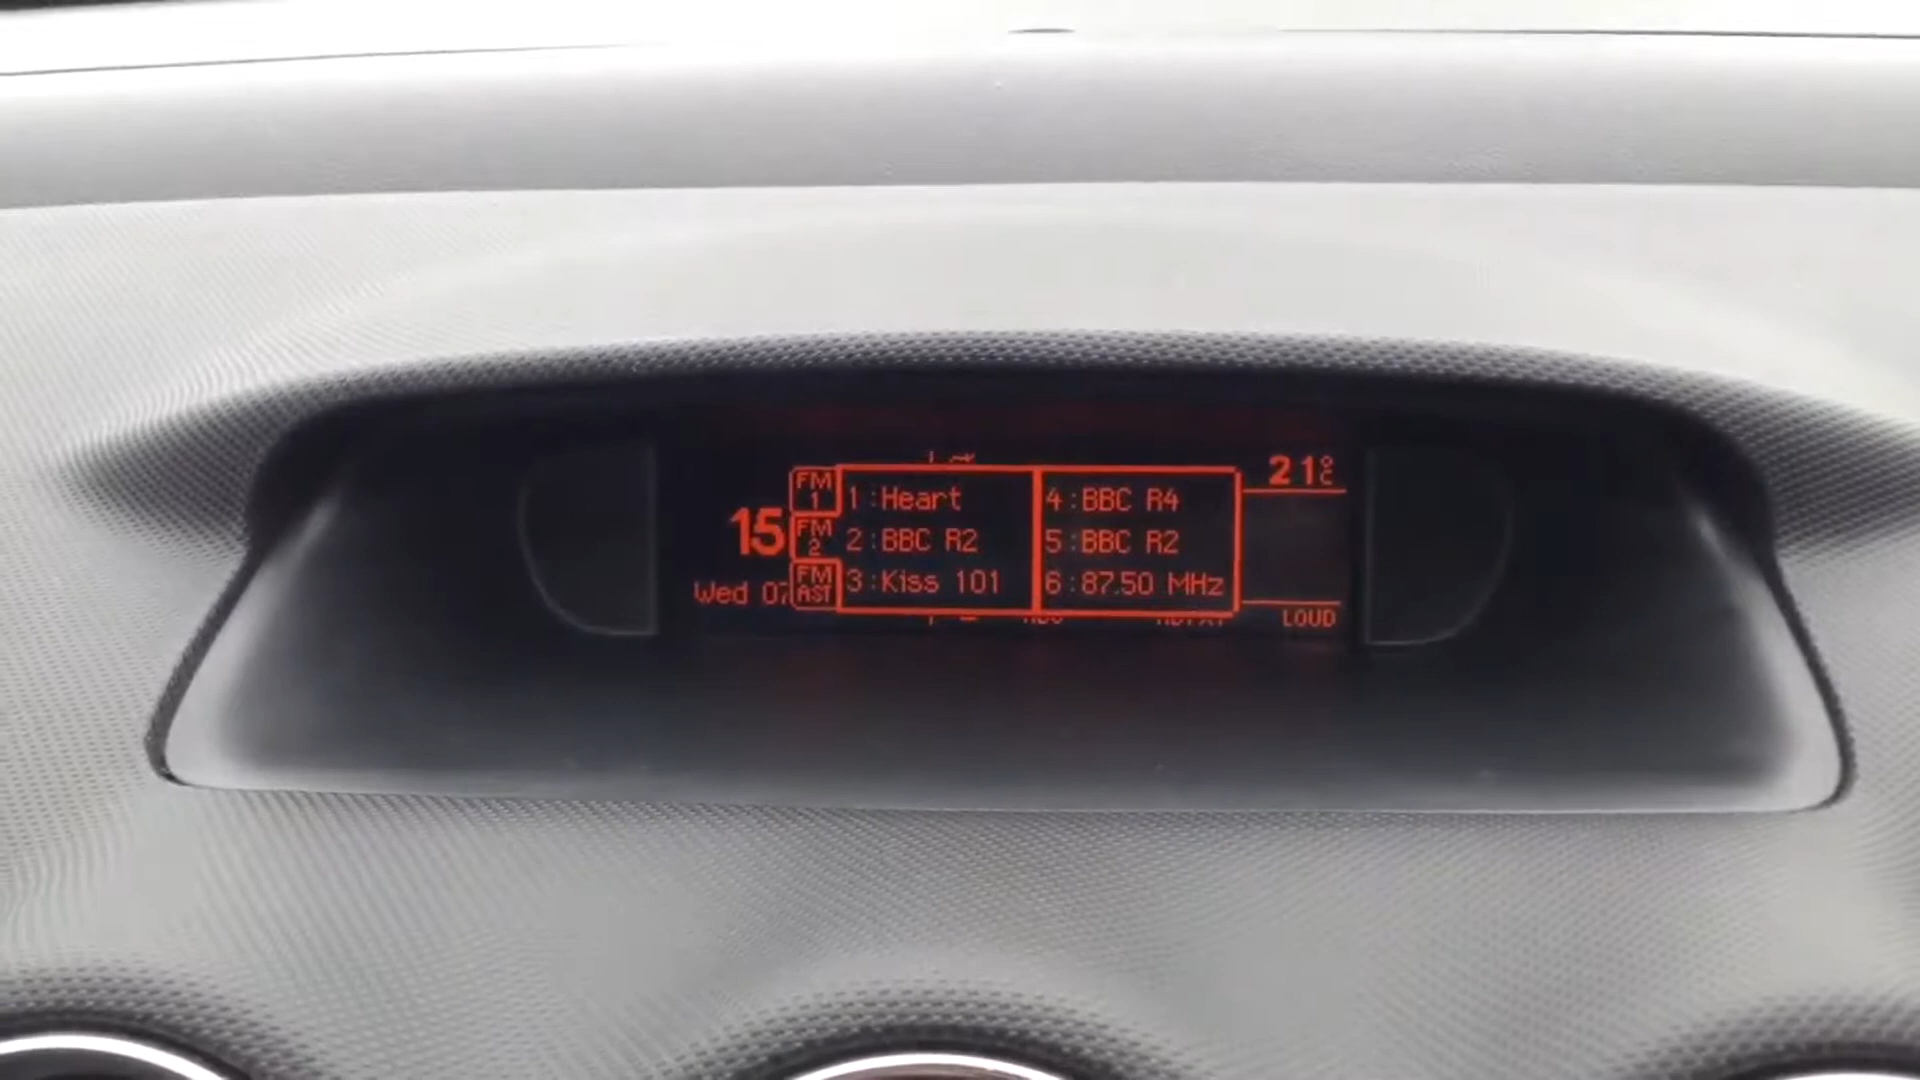 21°C
FM 1
1 :Heart
4 :BBC R4
15
FM 2
2 :BBC R2
5 :BBC R2
Wed 07
FM AST
3 :Kiss 101
6 :87.50 MHz
LOUD